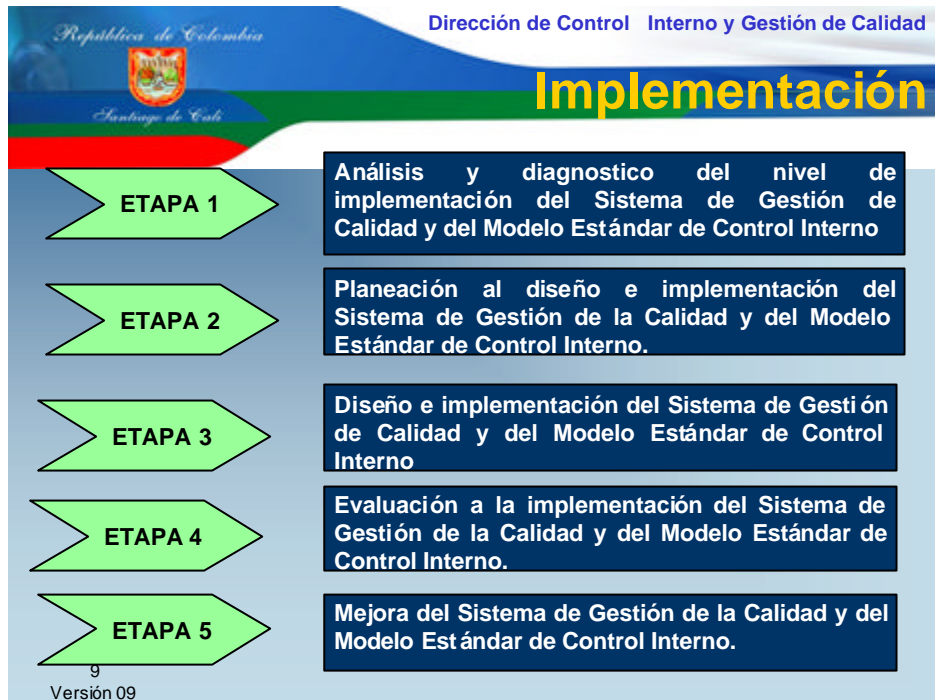 República de Colombia
Dirección de Control Interno y Gestión de Calidad
Implementación
Santiago de Cali
ETAPA 1
Análisis y diagnostico del nivel de
implementación del Sistema de Gestión de
Calidad y del Modelo Estándar de Control Interno
ETAPA 2
Planeación al diseño e implementación del
Sistema de Gestión de la Calidad y del Modelo
Estándar de Control Interno.
ETAPA 3
Diseño e implementación del Sistema de Gestión
de Calidad y del Modelo Estándar de Control
Interno
ETAPA 4
Evaluación a la implementación del Sistema de
Gestión de la Calidad y del Modelo Estándar de
Control Interno.
ETAPA 5
Mejora del Sistema de Gestión de la Calidad y del
Modelo Estándar de Control Interno.
9
Versión 09